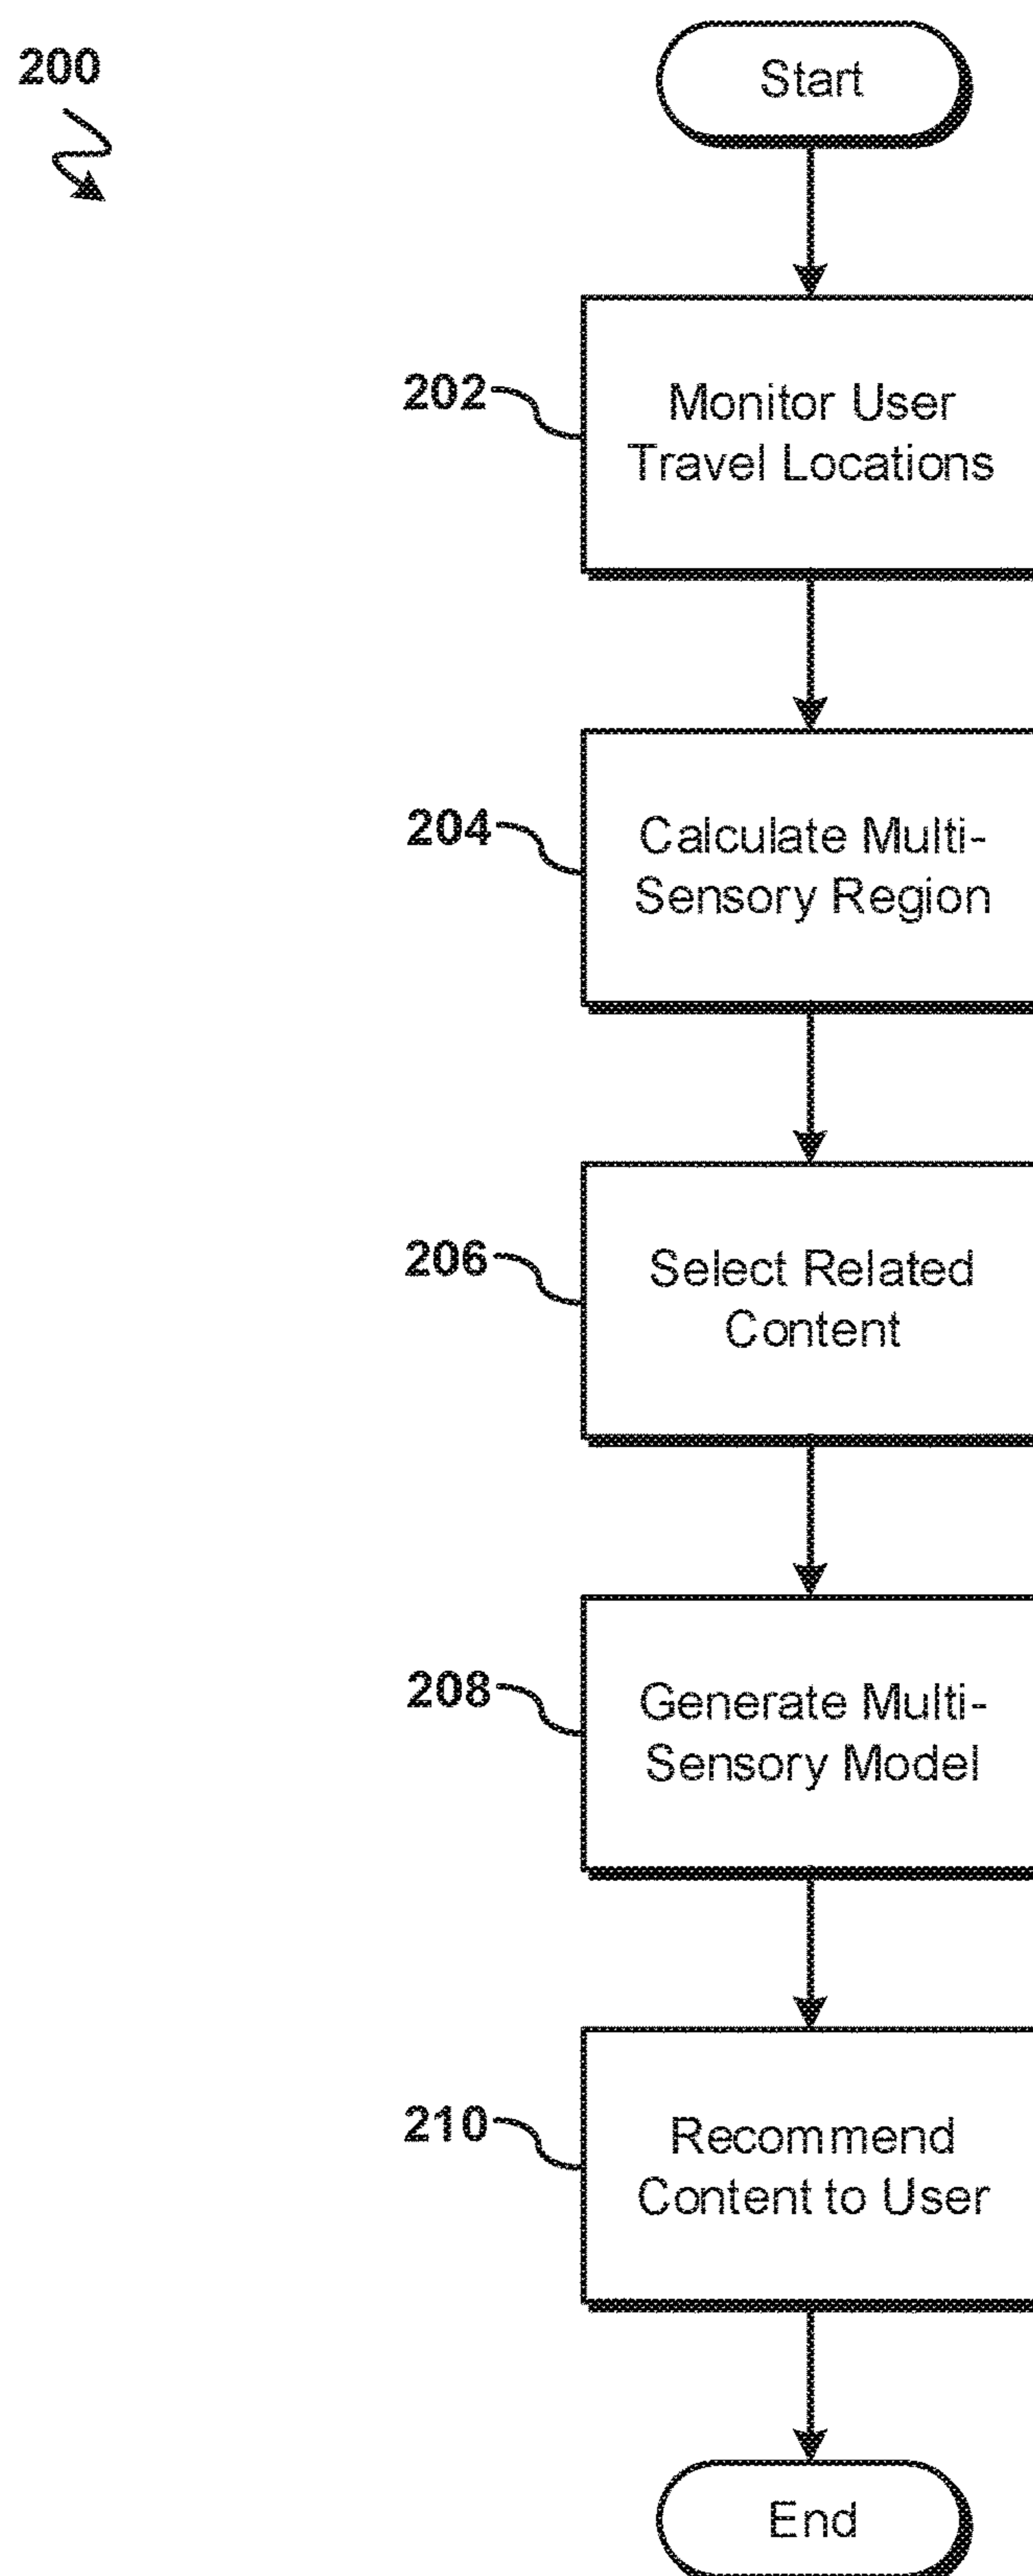 200
Start
202
Monitor User
Travel Locations
204
Calculate Multi-
Sensory Region
206
Select Related
Content
208
Generate Multi-
Sensory Model
210
Recommend
Content to User
End